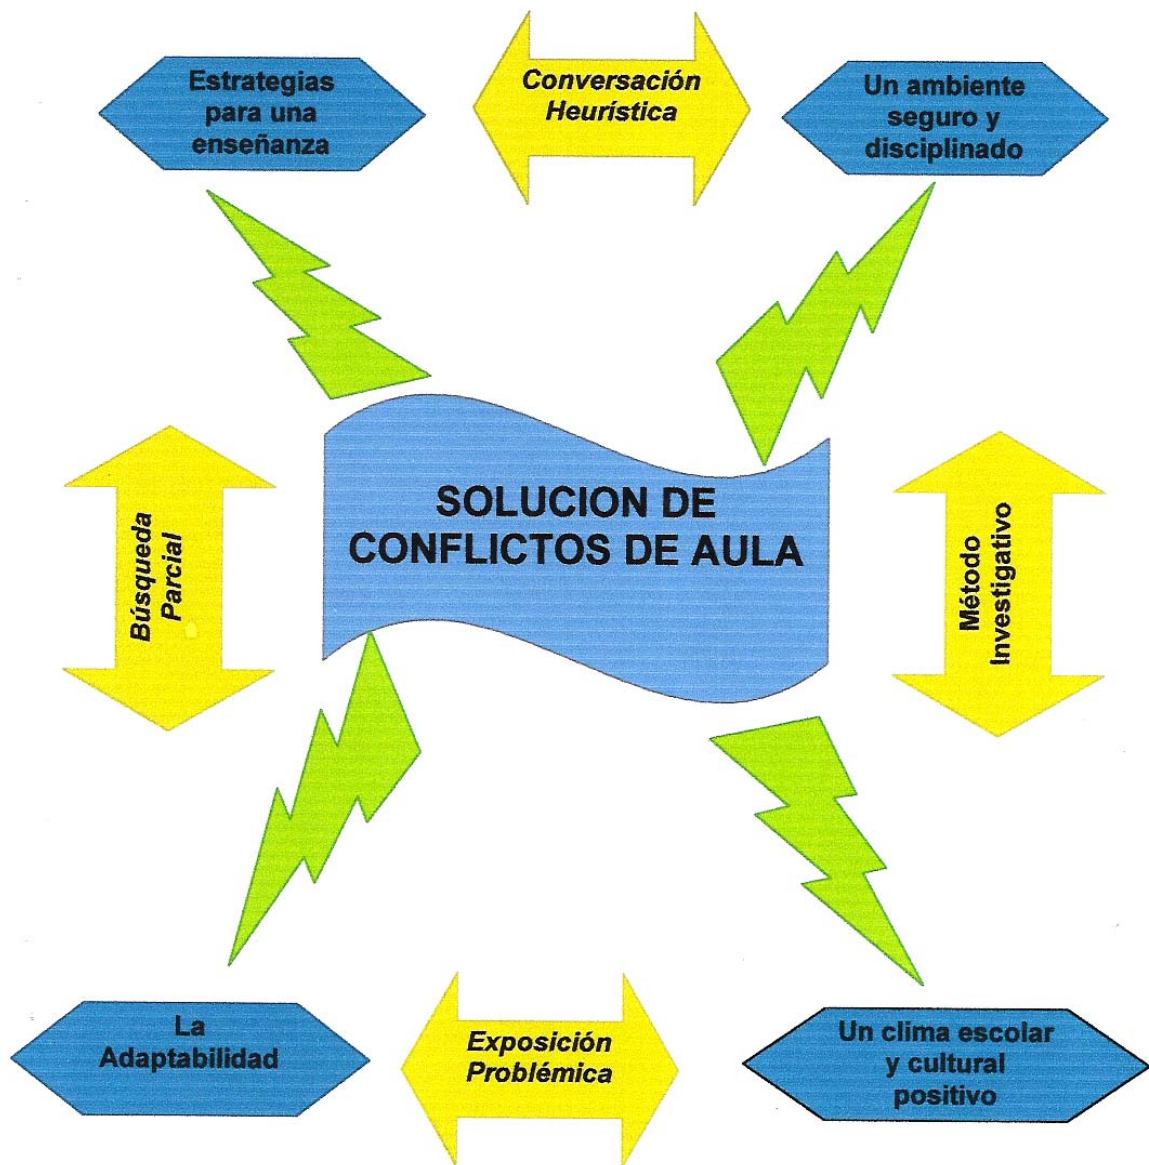 Estrategias
para una
enseñanza
Conversación
Heurística
Un ambiente
seguro y
disciplinado
Búsqueda
Parcial
SOLUCION DE
CONFLICTOS DE AULA
Método
Investigativo
La
Adaptabilidad
Exposición
Problémica
Un clima escolar
y cultural
positivo